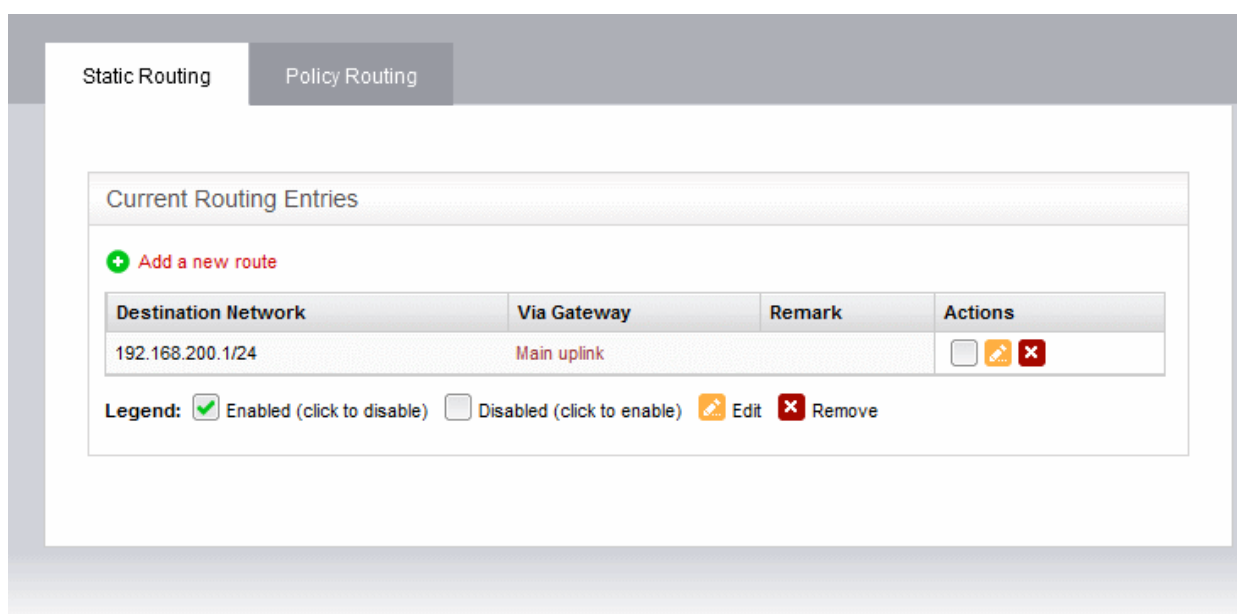 Static Routing Policy Routing
Current Routing Entries
Add a new route
Destination Network Via Gateway Remark Actions
192.168.200.1/24 Main uplink
Legend: Enabled (click to disable) Disabled (click to enable) Edit Remove